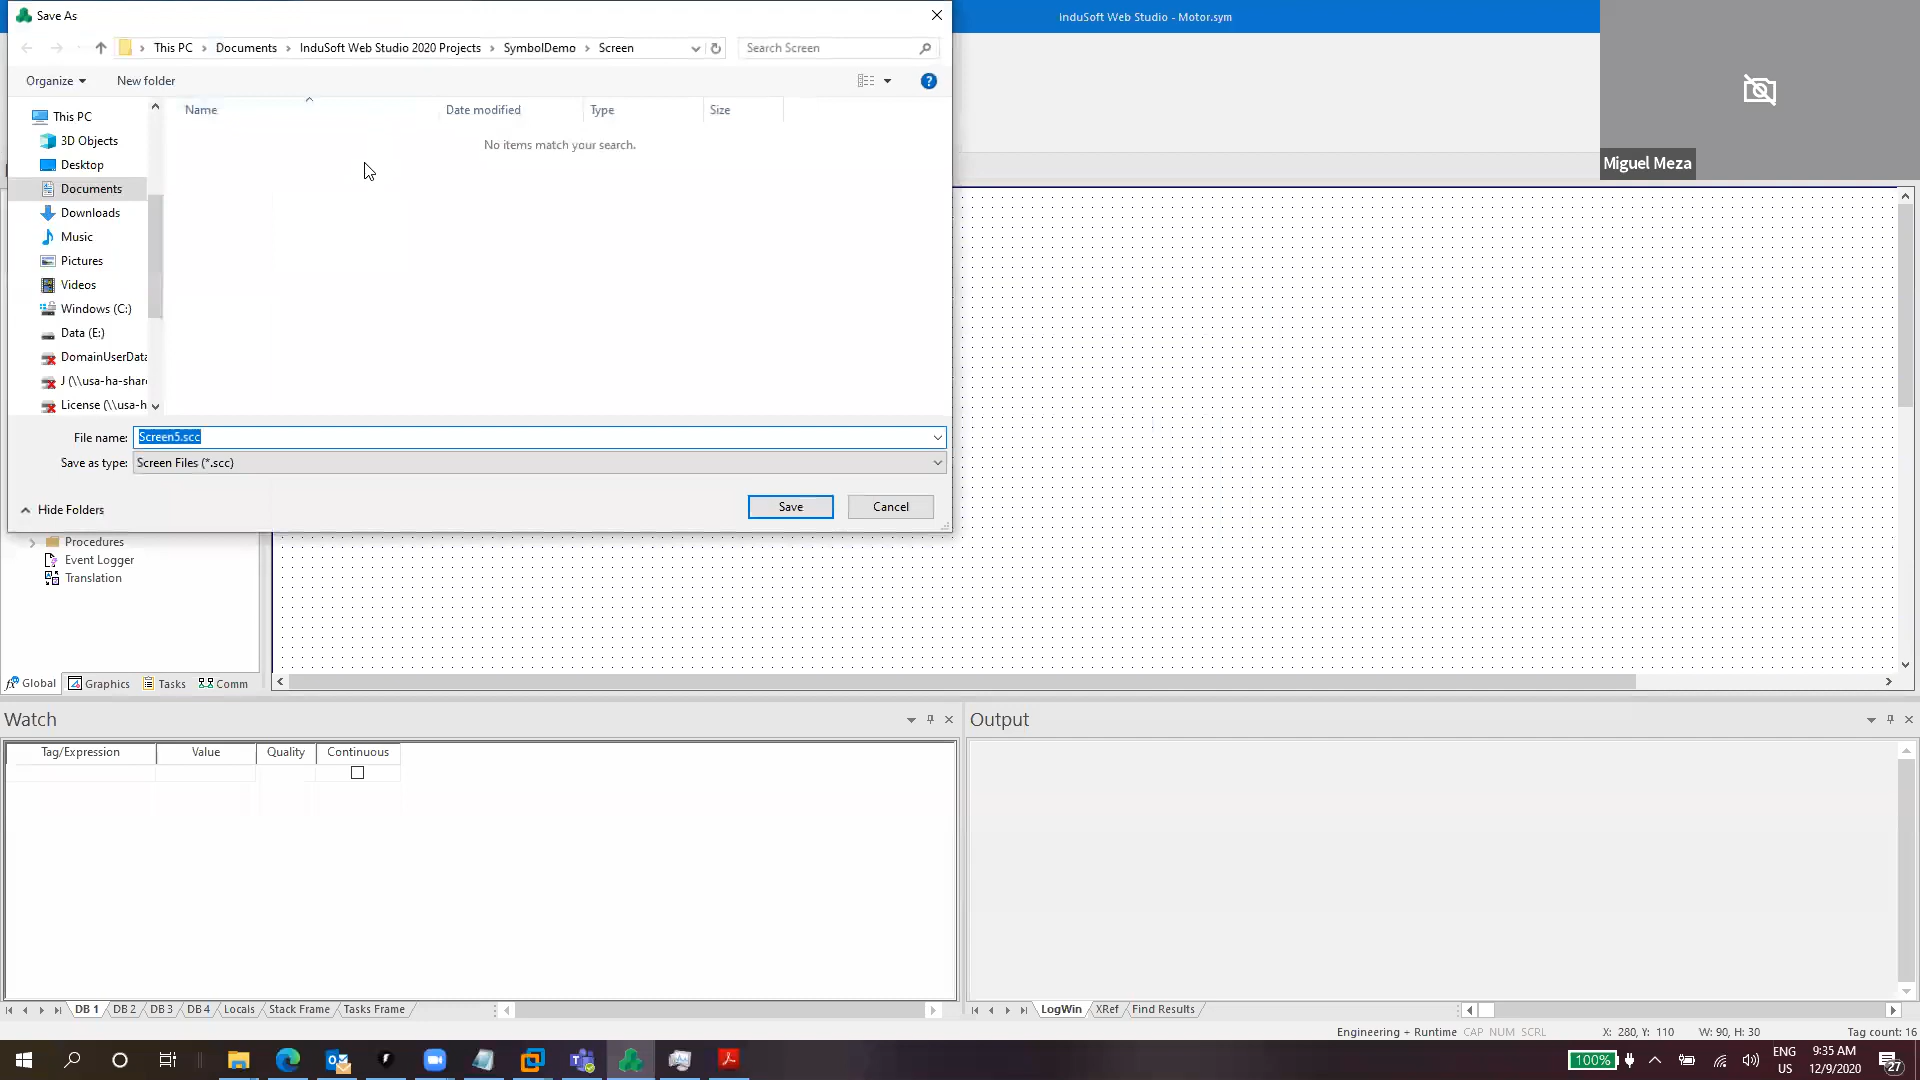 Save As
InduSoft Web Studio - Motor.sym
This PC > Documents > InduSoft Web Studio 2020 Projects > SymbolDemo > Screen
Search Screen
Organize
New folder
Name
Date modified
Type
Size
No items match your search.
This PC
3D Objects
Desktop
Documents
Downloads
Music
Pictures
Videos
Windows (C:)
Data (E:)
DomainUserData
J (\\usa-ha-shar
License (\\usa-h
Miguel Meza
File name: Screen5.scc
Save as type: Screen Files (*.scc)
Hide Folders
Save
Cancel
Procedures
Event Logger
Translation
Global
Graphics
Tasks
Comm
Watch
Output
Tag/Expression
Value
Quality
Continuous
DB 1
DB 2
DB 3
DB 4
Locals
Stack Frame
Tasks Frame
LogWin
XRef
Find Results
Engineering + Runtime CAP NUM SCRL
X: 280, Y: 110
W: 90, H: 30
Tag count: 16
100%
ENG
US
9:35 AM
12/9/2020
27